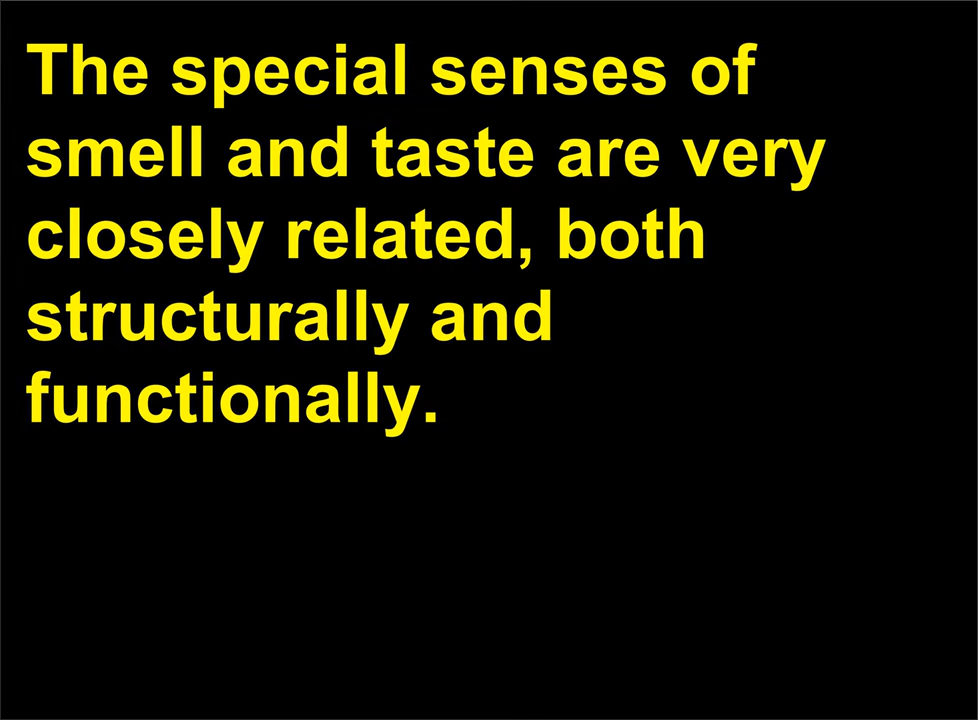 The special senses of
smell and taste are very
closely related, both
structurally and
functionally.